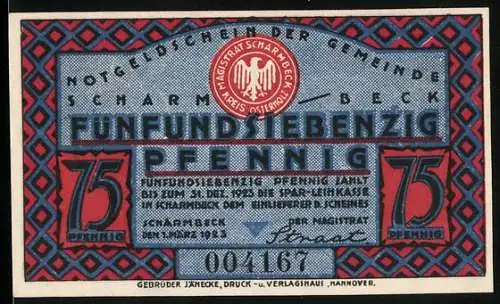 NOTGELDSCHEIN DER GEMEINDE
MAGISTRAT SCHARMBECK
KREIS OSTERHOLZ
SCHARM — BECK
FÜNFUNDSIEBENZIG
PFENNIG
FÜNFUNDSIEBENZIG PFENNIG ZAHLT
BIS ZUM 31. DEZ. 1923 DIE SPAR-LEIHKASSE
IN SCHARMBECK DEM EINLIEFERER D. SCHEINES
75
PFENNIG
SCHARMBECK
DEN 1. MÄRZ 1923
DER MAGISTRAT
75
PFENNIG
004167
GEBRÜDER JÄNECKE, DRUCK- u. VERLAGSHAUS, HANNOVER.